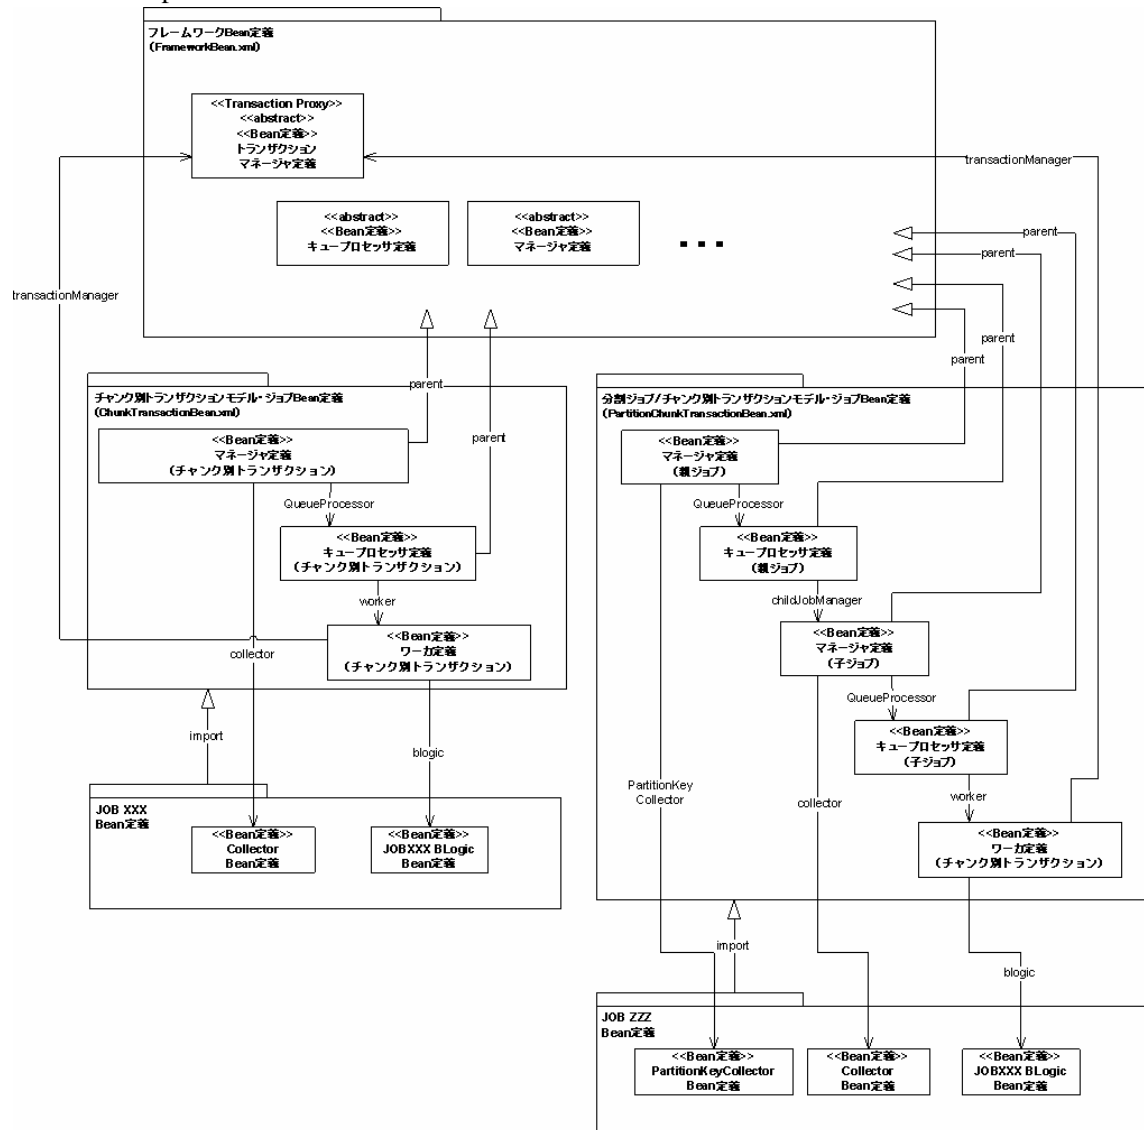 フレームワークBean定義
(FrameworkBean.xml)
<<Transaction Proxy>>
<<abstract>>
<<Bean定義>>
トランザクション
マネージャ定義
transactionManager
<<abstract>>
<<Bean定義>>
キュープロセッサ定義
<<abstract>>
<<Bean定義>>
マネージャ定義
...
parent
parent
parent
parent
transactionManager
parent
parent
チャンク別トランザクションモデル・ジョブBean定義
(ChunkTransactionBean.xml)
<<Bean定義>>
マネージャ定義
(チャンク別トランザクション)
QueueProcessor
<<Bean定義>>
キュープロセッサ定義
(チャンク別トランザクション)
worker
<<Bean定義>>
ワーカ定義
(チャンク別トランザクション)
collector
import
blogic
JOB XXX
Bean定義
<<Bean定義>>
Collector
Bean定義
<<Bean定義>>
JOBXXX BLogic
Bean定義
分割ジョブ/チャンク別トランザクションモデル・ジョブBean定義
(PartitionChunkTransactionBean.xml)
<<Bean定義>>
マネージャ定義
(親ジョブ)
QueueProcessor
<<Bean定義>>
キュープロセッサ定義
(親ジョブ)
childJobManager
<<Bean定義>>
マネージャ定義
(子ジョブ)
QueueProcessor
<<Bean定義>>
キュープロセッサ定義
(子ジョブ)
PartitionKey
Collector
collector
worker
<<Bean定義>>
ワーカ定義
(チャンク別トランザクション)
import
blogic
JOB ZZZ
Bean定義
<<Bean定義>>
PartitionKeyCollector
Bean定義
<<Bean定義>>
Collector
Bean定義
<<Bean定義>>
JOBXXX BLogic
Bean定義